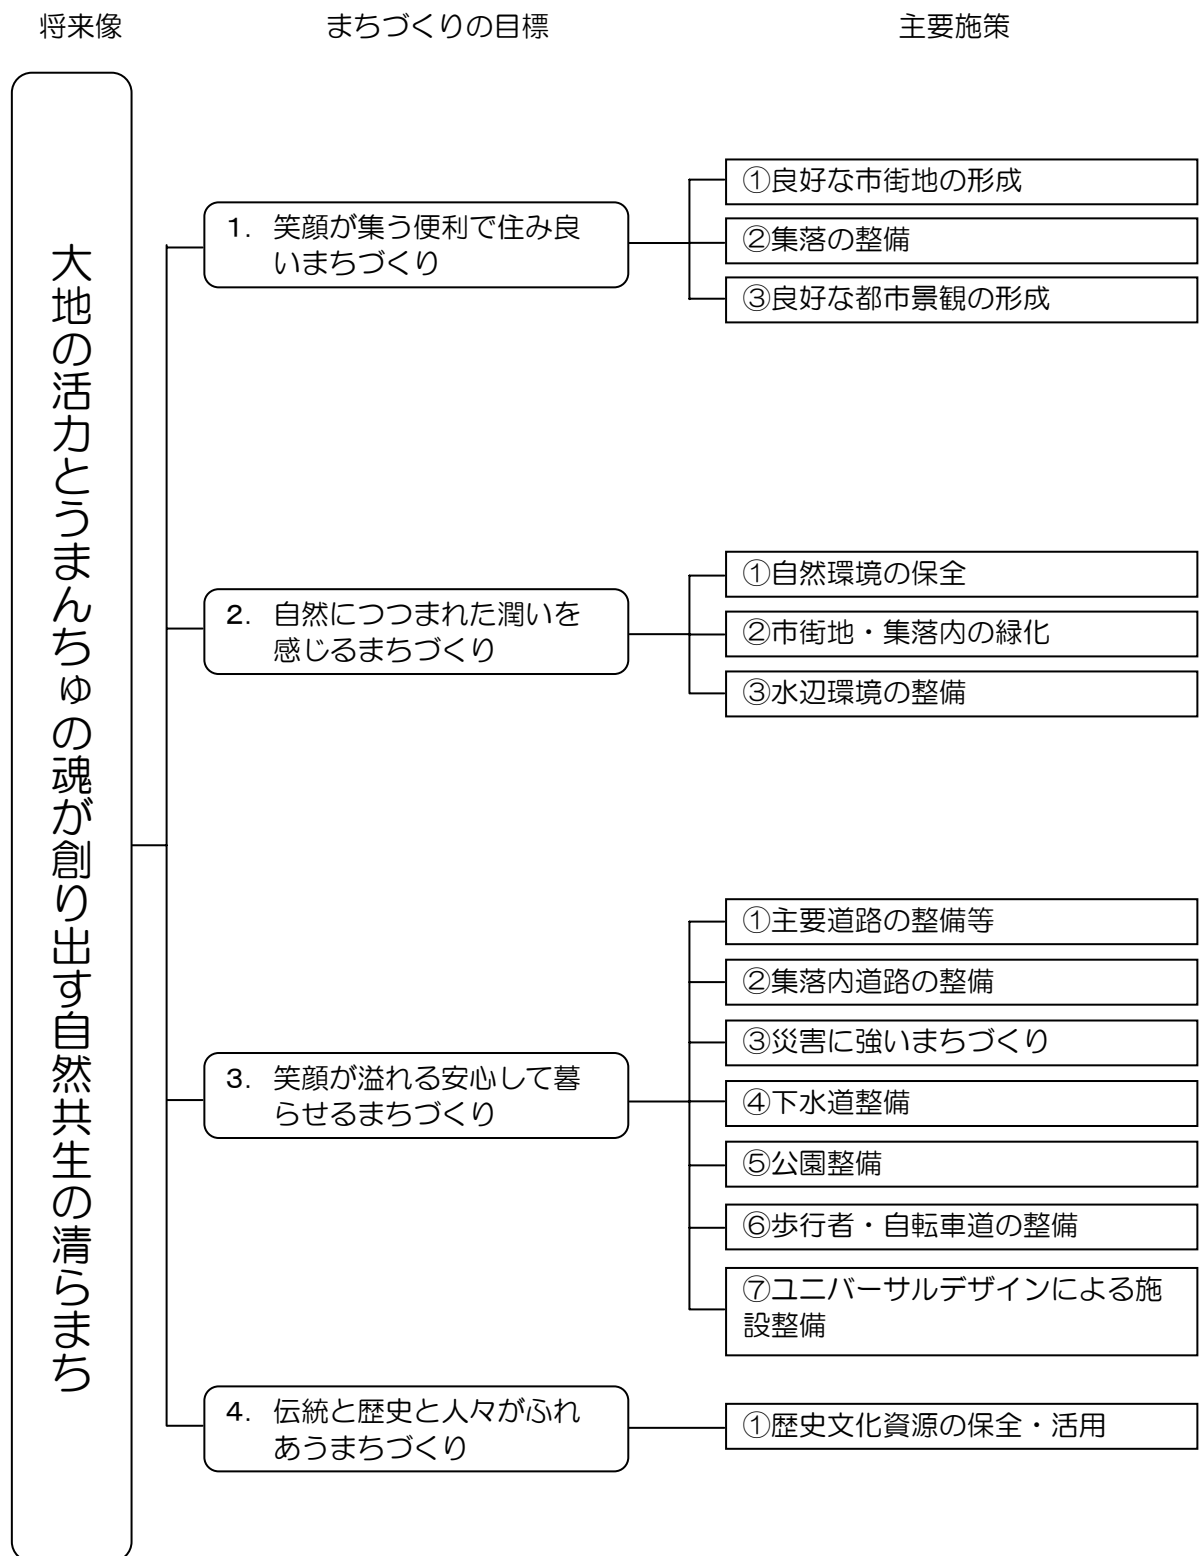 将来像
まちづくりの目標
主要施策
大地の活力とうまんちゅの魂が創り出す自然共生の清らまち
1. 笑顔が集う便利で住み良
いまちづくり
①良好な市街地の形成
②集落の整備
③良好な都市景観の形成
2. 自然につつまれた潤いを
感じるまちづくり
①自然環境の保全
②市街地・集落内の緑化
③水辺環境の整備
3. 笑顔が溢れる安心して暮
らせるまちづくり
①主要道路の整備等
②集落内道路の整備
③災害に強いまちづくり
④下水道整備
⑤公園整備
⑥歩行者・自転車道の整備
⑦ユニバーサルデザインによる施
設整備
4. 伝統と歴史と人々がふれ
あうまちづくり
①歴史文化資源の保全・活用